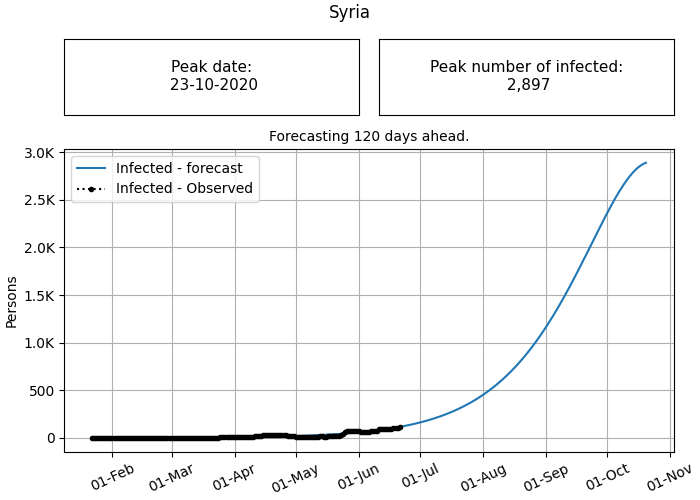 Syria
Peak date:
23-10-2020
Peak number of infected:
2,897
Forecasting 120 days ahead.
Infected - forecast
Infected - Observed
Persons
3.0K
2.5K
2.0K
1.5K
1.0K
500
0
01-Feb
01-Mar
01-Apr
01-May
01-Jun
01-Jul
01-Aug
01-Sep
01-Oct
01-Nov